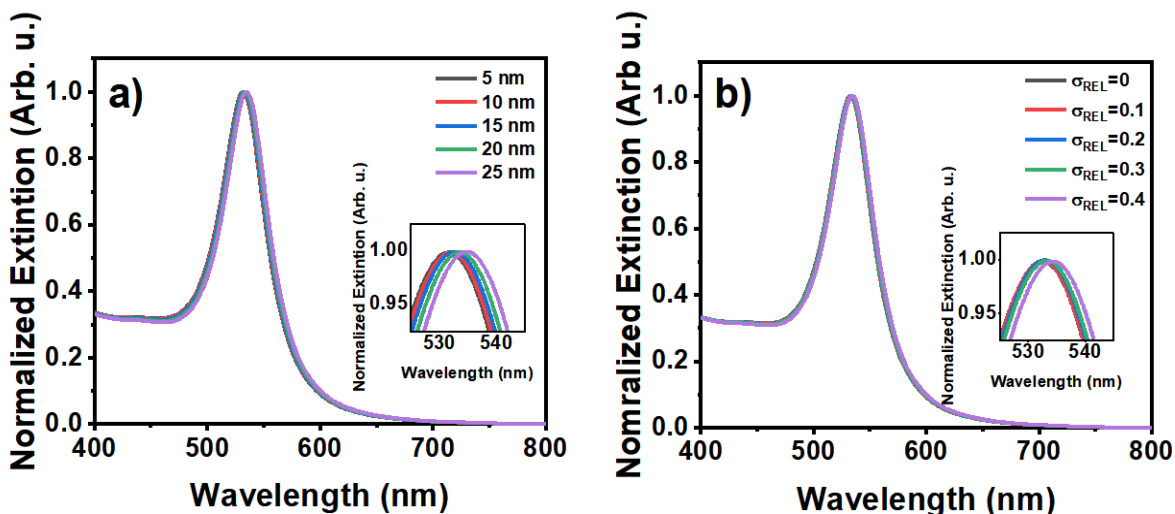 a)
Normalized Extintion (Arb. u.)
1.0
0.8
0.6
0.4
0.2
0.0
400 500 600 700 800
Wavelength (nm)
5 nm
10 nm
15 nm
20 nm
25 nm
Normalized Extintion (Arb. u.)
1.00
0.95
530 540
Wavelength (nm)
b)
Nomralized Extinction (Arb u.)
1.0
0.8
0.6
0.4
0.2
0.0
400 500 600 700 800
Wavelength (nm)
σREL=0
σREL=0.1
σREL=0.2
σREL=0.3
σREL=0.4
Normalized Extinction (Arb. u.)
1.00
0.95
530 540
Wavelength (nm)